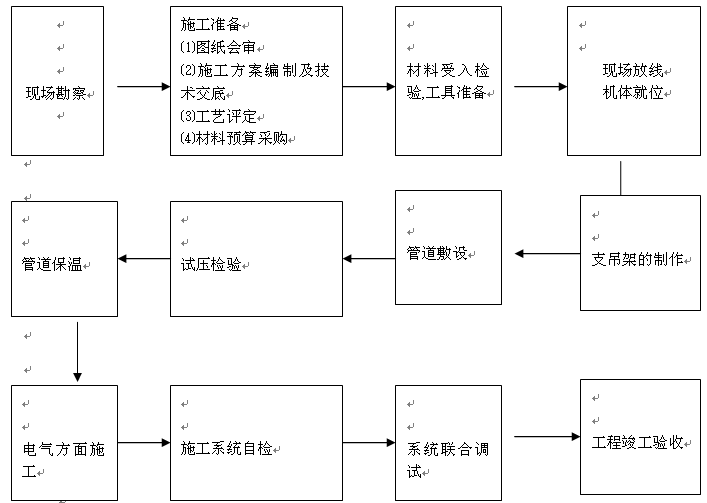 现场勘察
施工准备
⑴图纸会审
⑵施工方案编制及技
术交底
⑶工艺评定
⑷材料预算采购
材料受入检
验,工具准备
现场放线
机体就位
管道保温
试压检验
管道敷设
支吊架的制作
电气方面施
工
施工系统自检
系统联合调
试
工程竣工验收